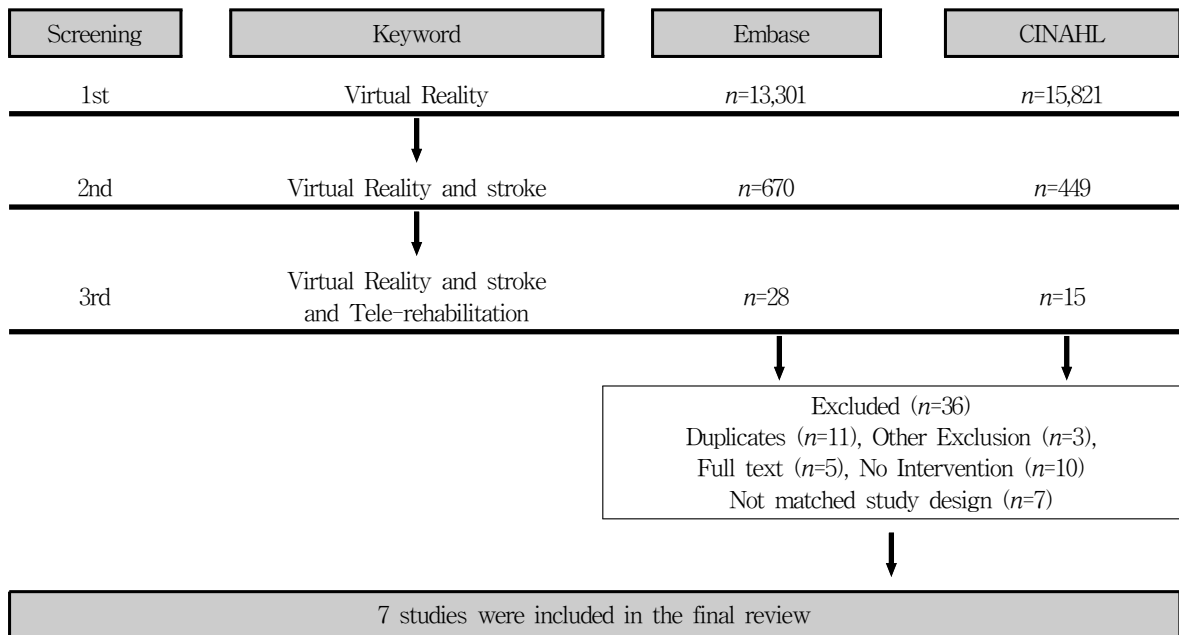 Screening Keyword Embase CINAHL
1st Virtual Reality n=13,301 n=15,821
2nd Virtual Reality and stroke n=670 n=449
3rd Virtual Reality and stroke
and Tele-rehabilitation n=28 n=15
Excluded (n=36)
Duplicates (n=11), Other Exclusion (n=3),
Full text (n=5), No Intervention (n=10)
Not matched study design (n=7)
7 studies were included in the final review